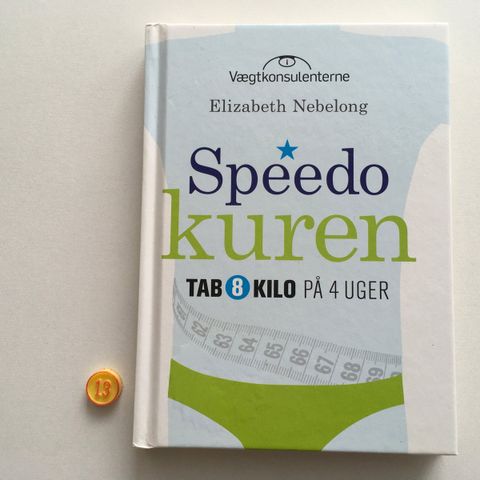 Vægtkonsulenterne
Elizabeth Nebelong
Speedo
kuren
TAB 8 KILO PÅ 4 UGER
62 63 64 65 66 67 68 69
13